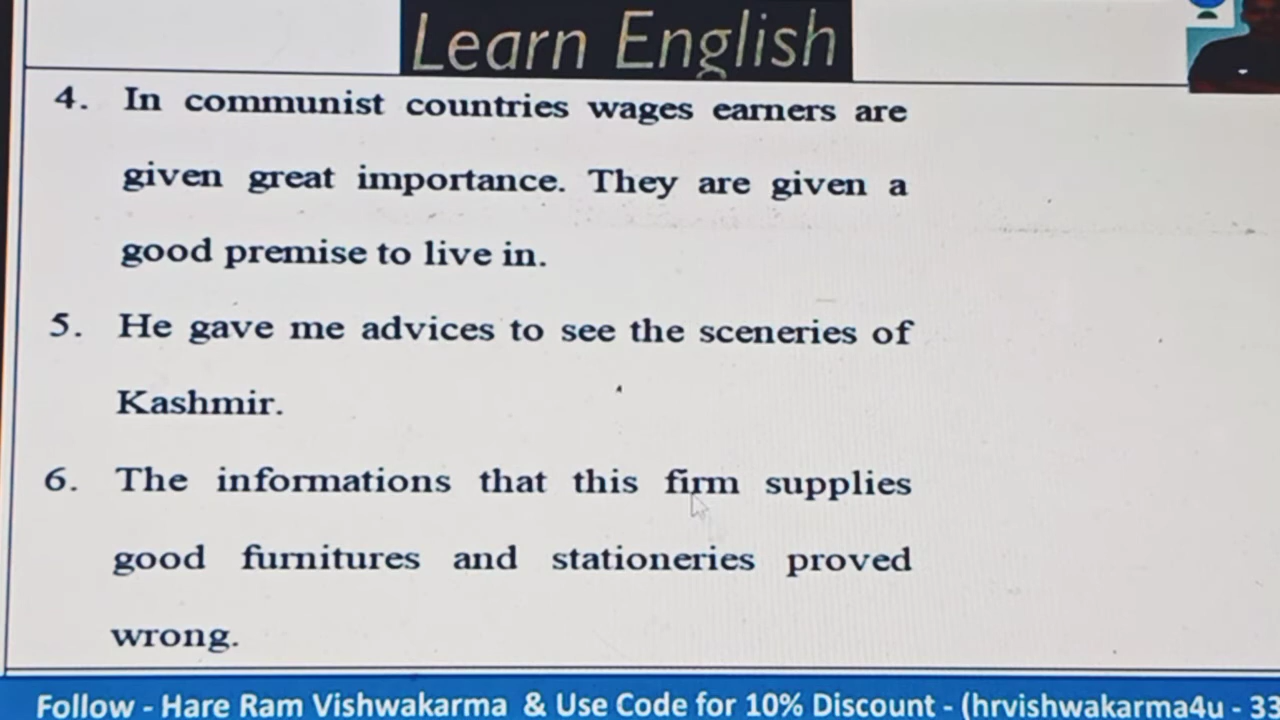 Learn English
4. In communist countries wages earners are
given great importance. They are given a
good premise to live in.
5. He gave me advices to see the sceneries of
Kashmir.
6. The informations that this firm supplies
good furnitures and stationeries proved
wrong.
Follow - Hare Ram Vishwakarma & Use Code for 10% Discount - (hrvishwakarma4u - 33